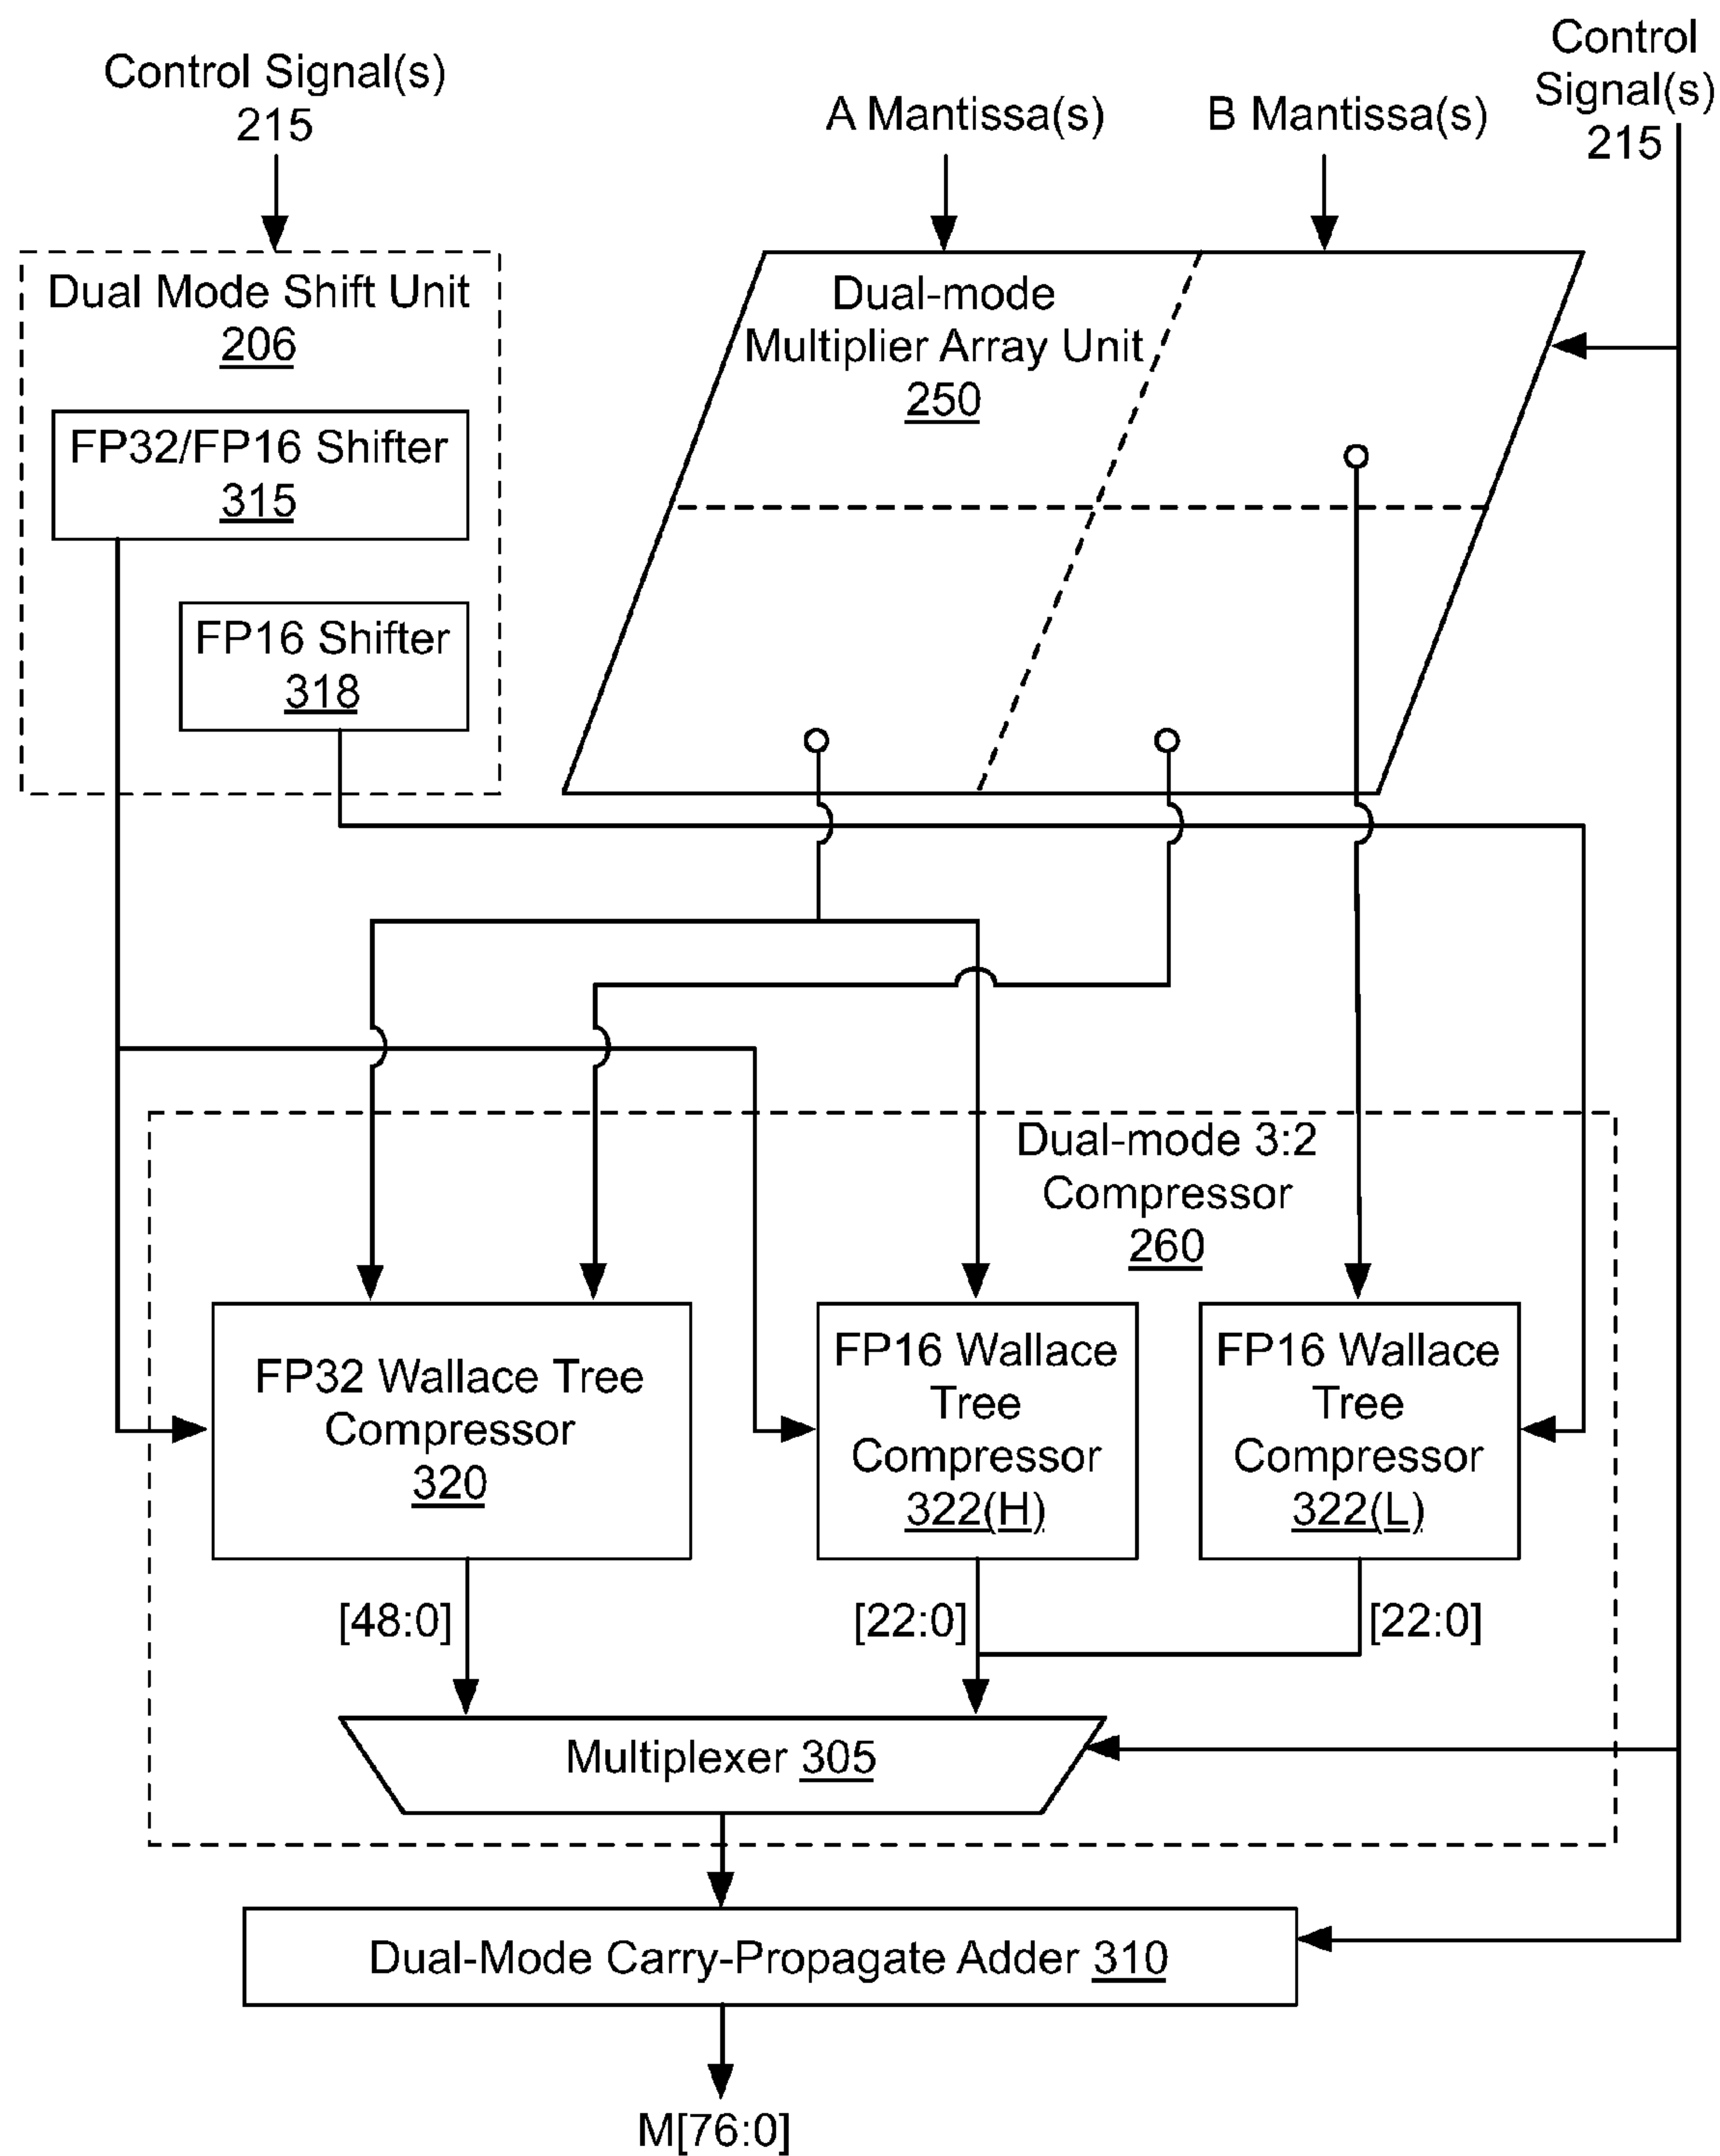 Control Signal(s)
215
A Mantissa(s)
B Mantissa(s)
Control
Signal(s)
215
Dual Mode Shift Unit
206
FP32/FP16 Shifter
315
FP16 Shifter
318
Dual-mode
Multiplier Array Unit
250
Dual-mode 3:2
Compressor
260
FP32 Wallace Tree
Compressor
320
FP16 Wallace
Tree
Compressor
322(H)
FP16 Wallace
Tree
Compressor
322(L)
[48:0]
[22:0]
[22:0]
Multiplexer 305
Dual-Mode Carry-Propagate Adder 310
M[76:0]